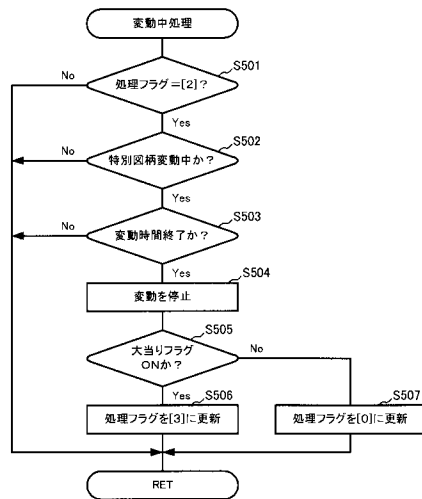 変動中処理
S501
処理フラグ=[2]?
No
Yes
S502
特別図柄変動中か?
No
Yes
S503
変動時間終了か?
No
Yes
S504
変動を停止
S505
大当りフラグ
ONか?
No
Yes
S506
処理フラグを[3]に更新
S507
処理フラグを[0]に更新
RET